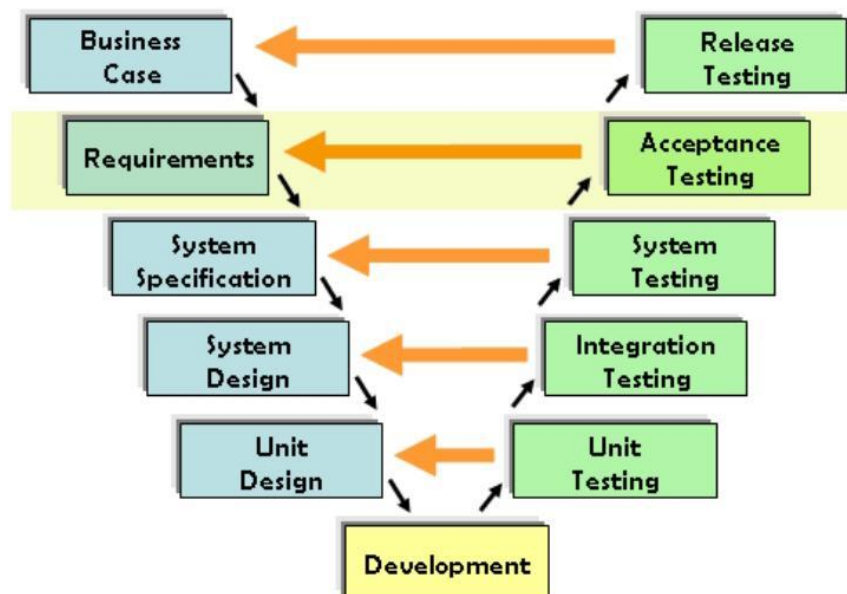 Business
Case
Release
Testing
Requirements
Acceptance
Testing
System
Specification
System
Testing
System
Design
Integration
Testing
Unit
Design
Unit
Testing
Development